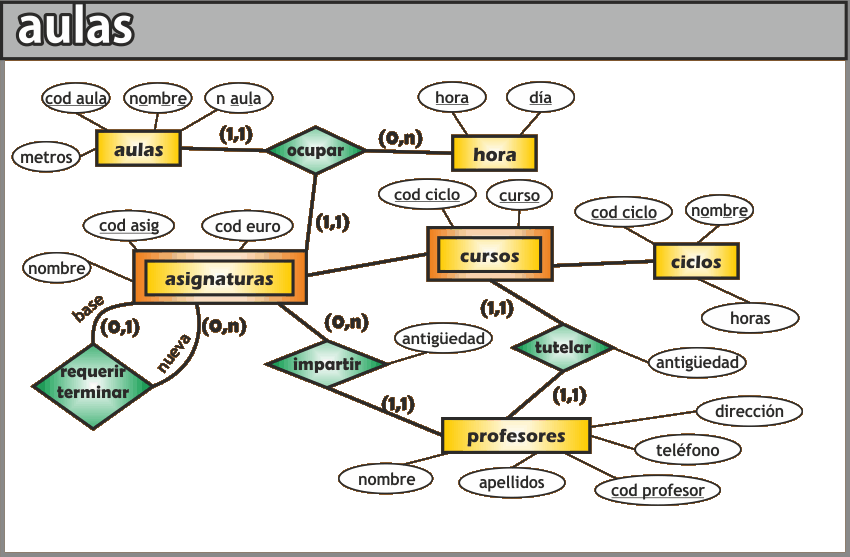 aulas
cod aula
nombre
n aula
hora
día
metros
aulas
(1,1)
ocupar
(0,n)
hora
(1,1)
cod ciclo
curso
cod ciclo
nombre
cod asig
cod euro
nombre
asignaturas
cursos
ciclos
horas
base
(0,1)
nueva
(0,n)
requerir
terminar
(0,n)
impartir
antigüedad
(1,1)
tutelar
antigüedad
(1,1)
(1,1)
profesores
dirección
teléfono
nombre
apellidos
cod profesor